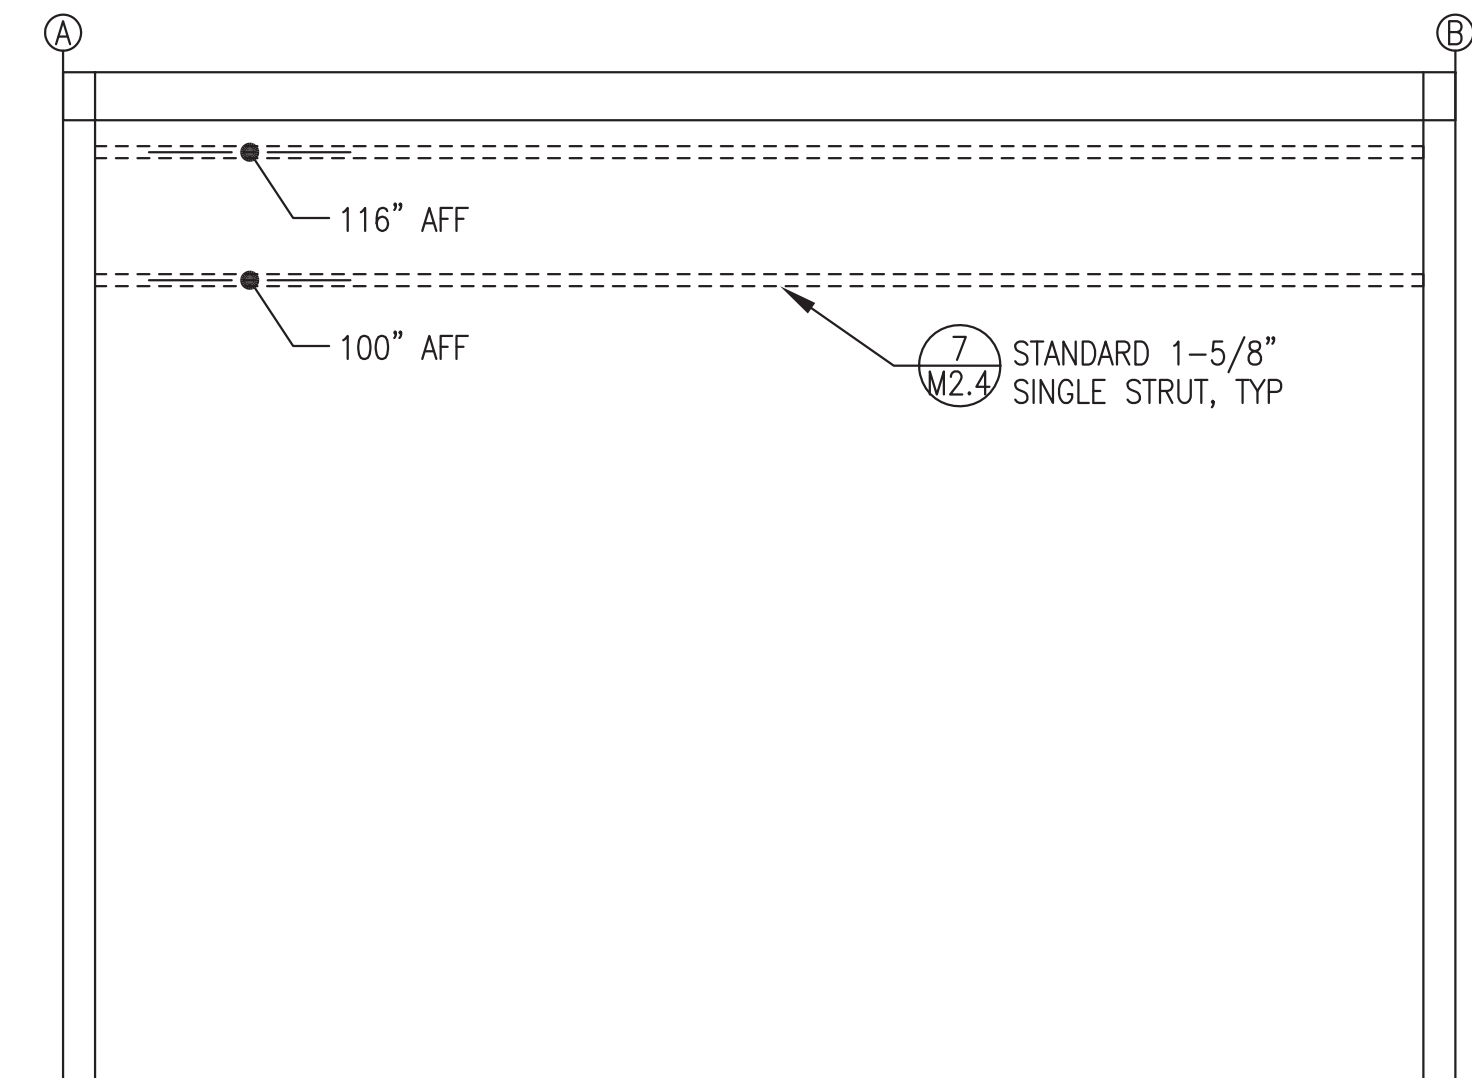 A
B
116” AFF
100” AFF
7
M2.4
STANDARD 1-5/8”
SINGLE STRUT, TYP